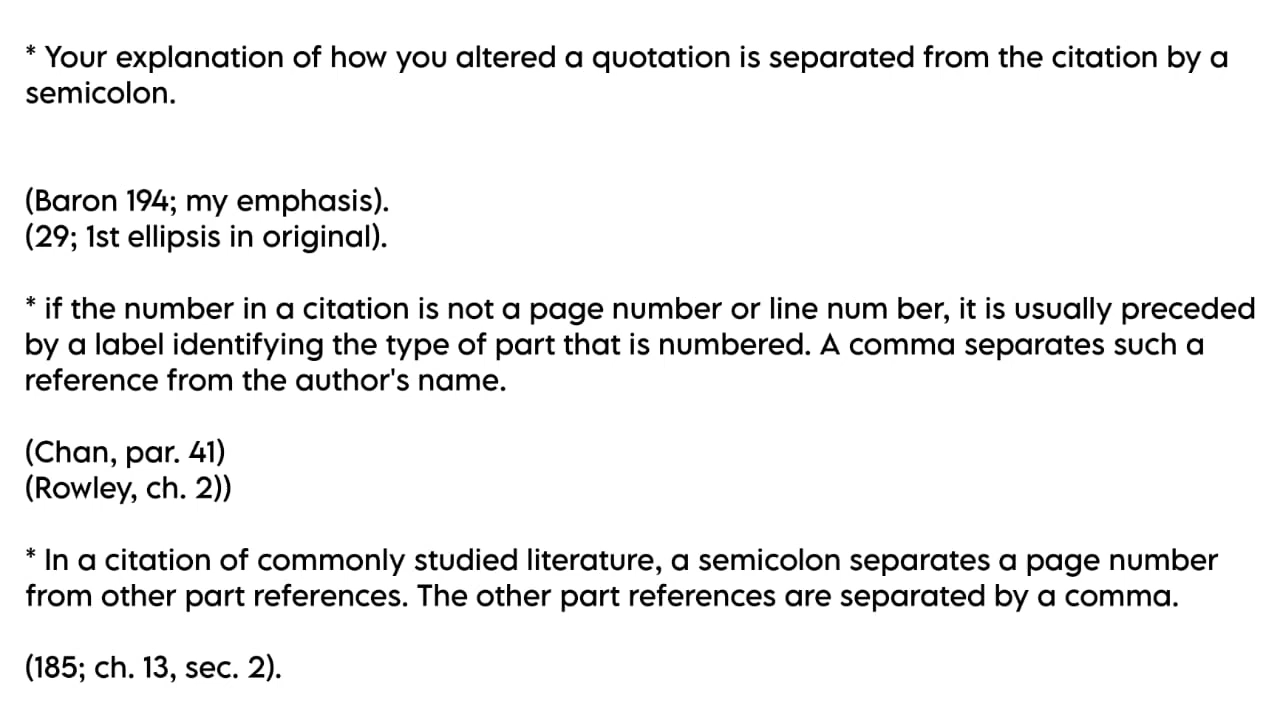 * Your explanation of how you altered a quotation is separated from the citation by a
semicolon.
(Baron 194; my emphasis).
(29; 1st ellipsis in original).
* if the number in a citation is not a page number or line num ber, it is usually preceded
by a label identifying the type of part that is numbered. A comma separates such a
reference from the author's name.
(Chan, par. 41)
(Rowley, ch. 2))
* In a citation of commonly studied literature, a semicolon separates a page number
from other part references. The other part references are separated by a comma.
(185; ch. 13, sec. 2).